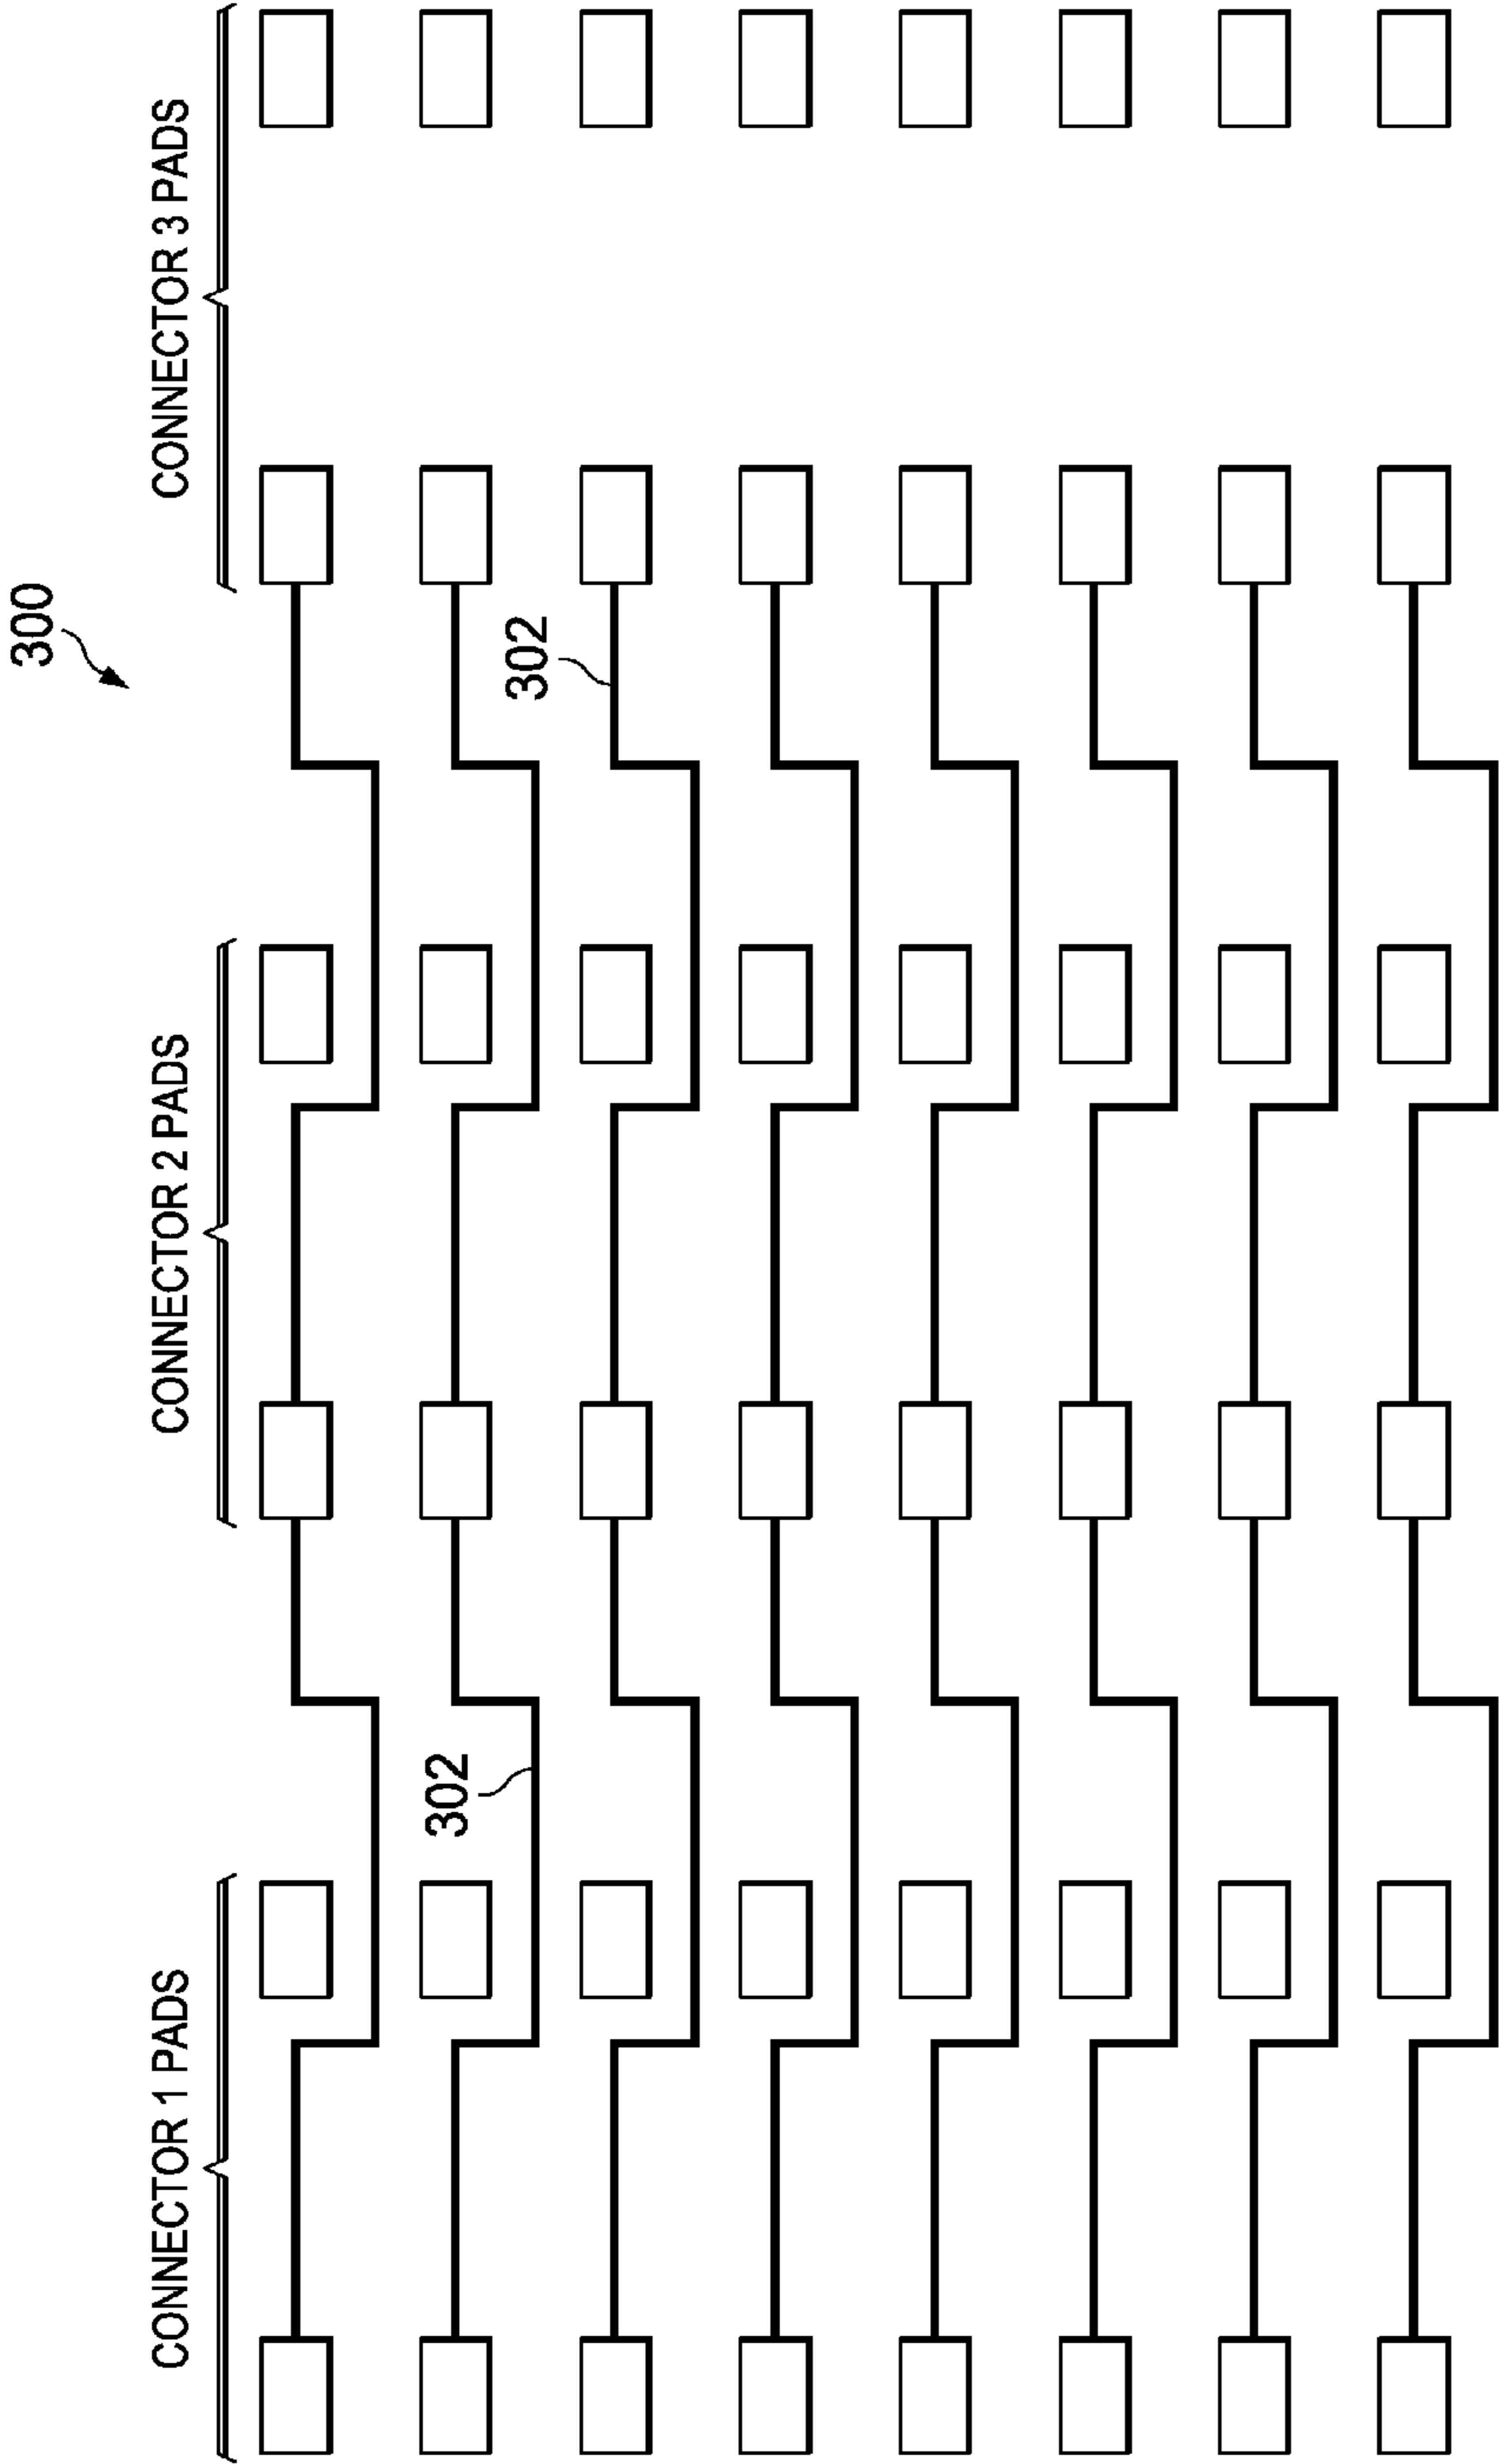 300
CONNECTOR 1 PADS
CONNECTOR 2 PADS
CONNECTOR 3 PADS
302
302